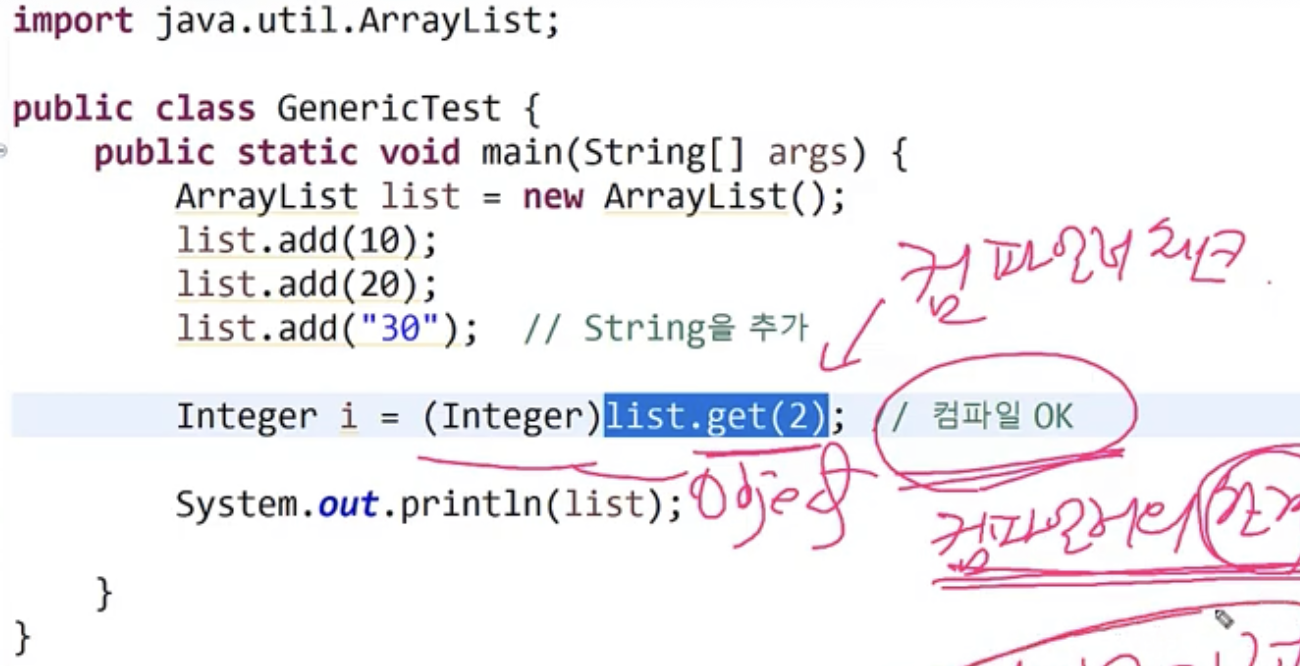 import java.util.ArrayList;
public class GenericTest {
public static void main(String[] args) {
ArrayList list = new ArrayList();
list.add(10);
list.add(20);
list.add("30"); // String을 추가
컴파일러 체크.
Integer i = (Integer)list.get(2); // 컴파일 OK
System.out.println(list);
Object
컴파일러의
}
}